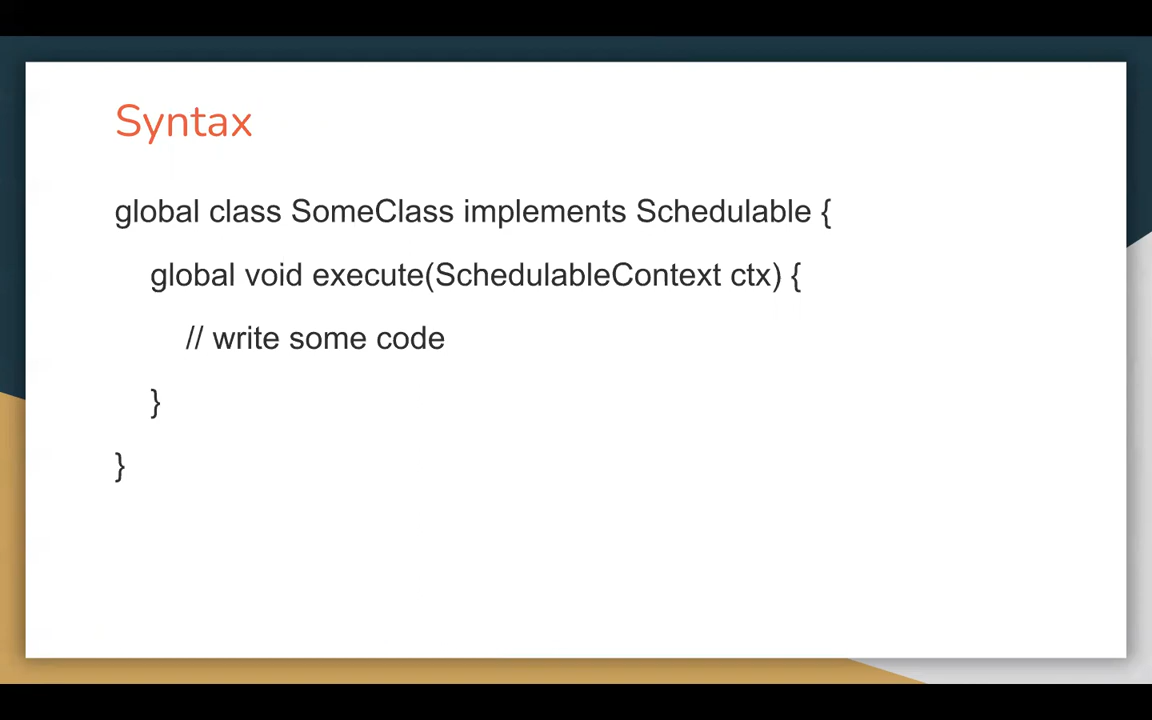 Syntax
global class SomeClass implements Schedulable {
global void execute(SchedulableContext ctx) {
// write some code
}
}